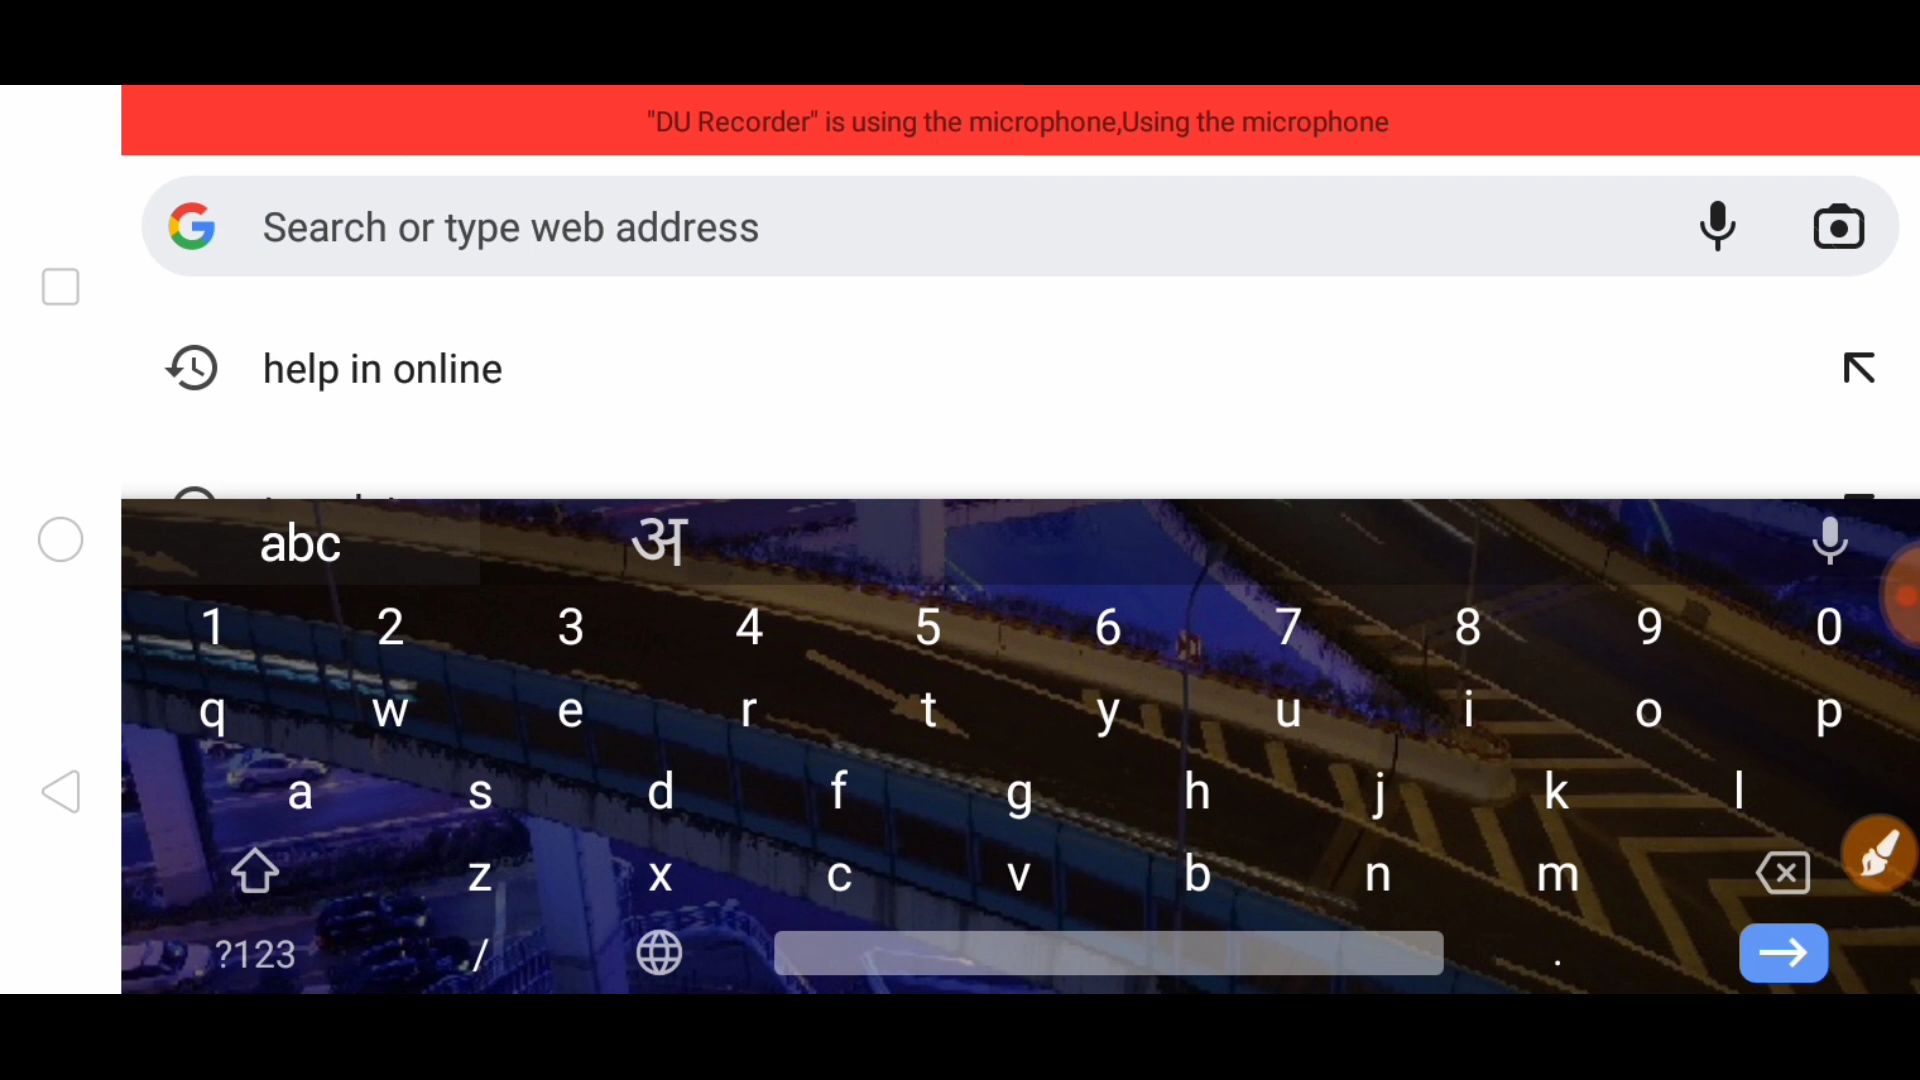 "DU Recorder" is using the microphone,Using the microphone
Search or type web address
help in online
abc अ
1 2 3 4 5 6 7 8 9 0
q w e r t y u i o p
a s d f g h j k l
z x c v b n m
?123 / .